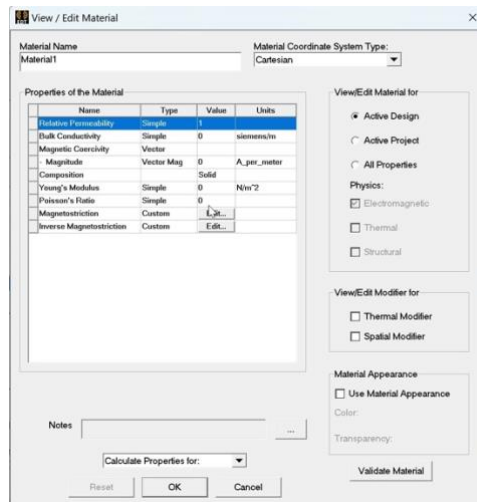 View / Edit Material
Material Name
Material1
Material Coordinate System Type:
Cartesian
Properties of the Material
Name Type Value Units
Relative Permeability Simple 1
Bulk Conductivity Simple 0 siemens/m
Magnetic Coercivity Vector
- Magnitude Vector Mag 0 A_per_meter
Composition Solid
Young's Modulus Simple 0 N/m^2
Poisson's Ratio Simple 0
Magnetostriction Custom Edit...
Inverse Magnetostriction Custom Edit...
View/Edit Material for
Active Design
Active Project
All Properties
Physics:
Electromagnetic
Thermal
Structural
View/Edit Modifier for
Thermal Modifier
Spatial Modifier
Material Appearance
Use Material Appearance
Color:
Transparency:
Notes
...
Calculate Properties for:
Validate Material
Reset OK Cancel